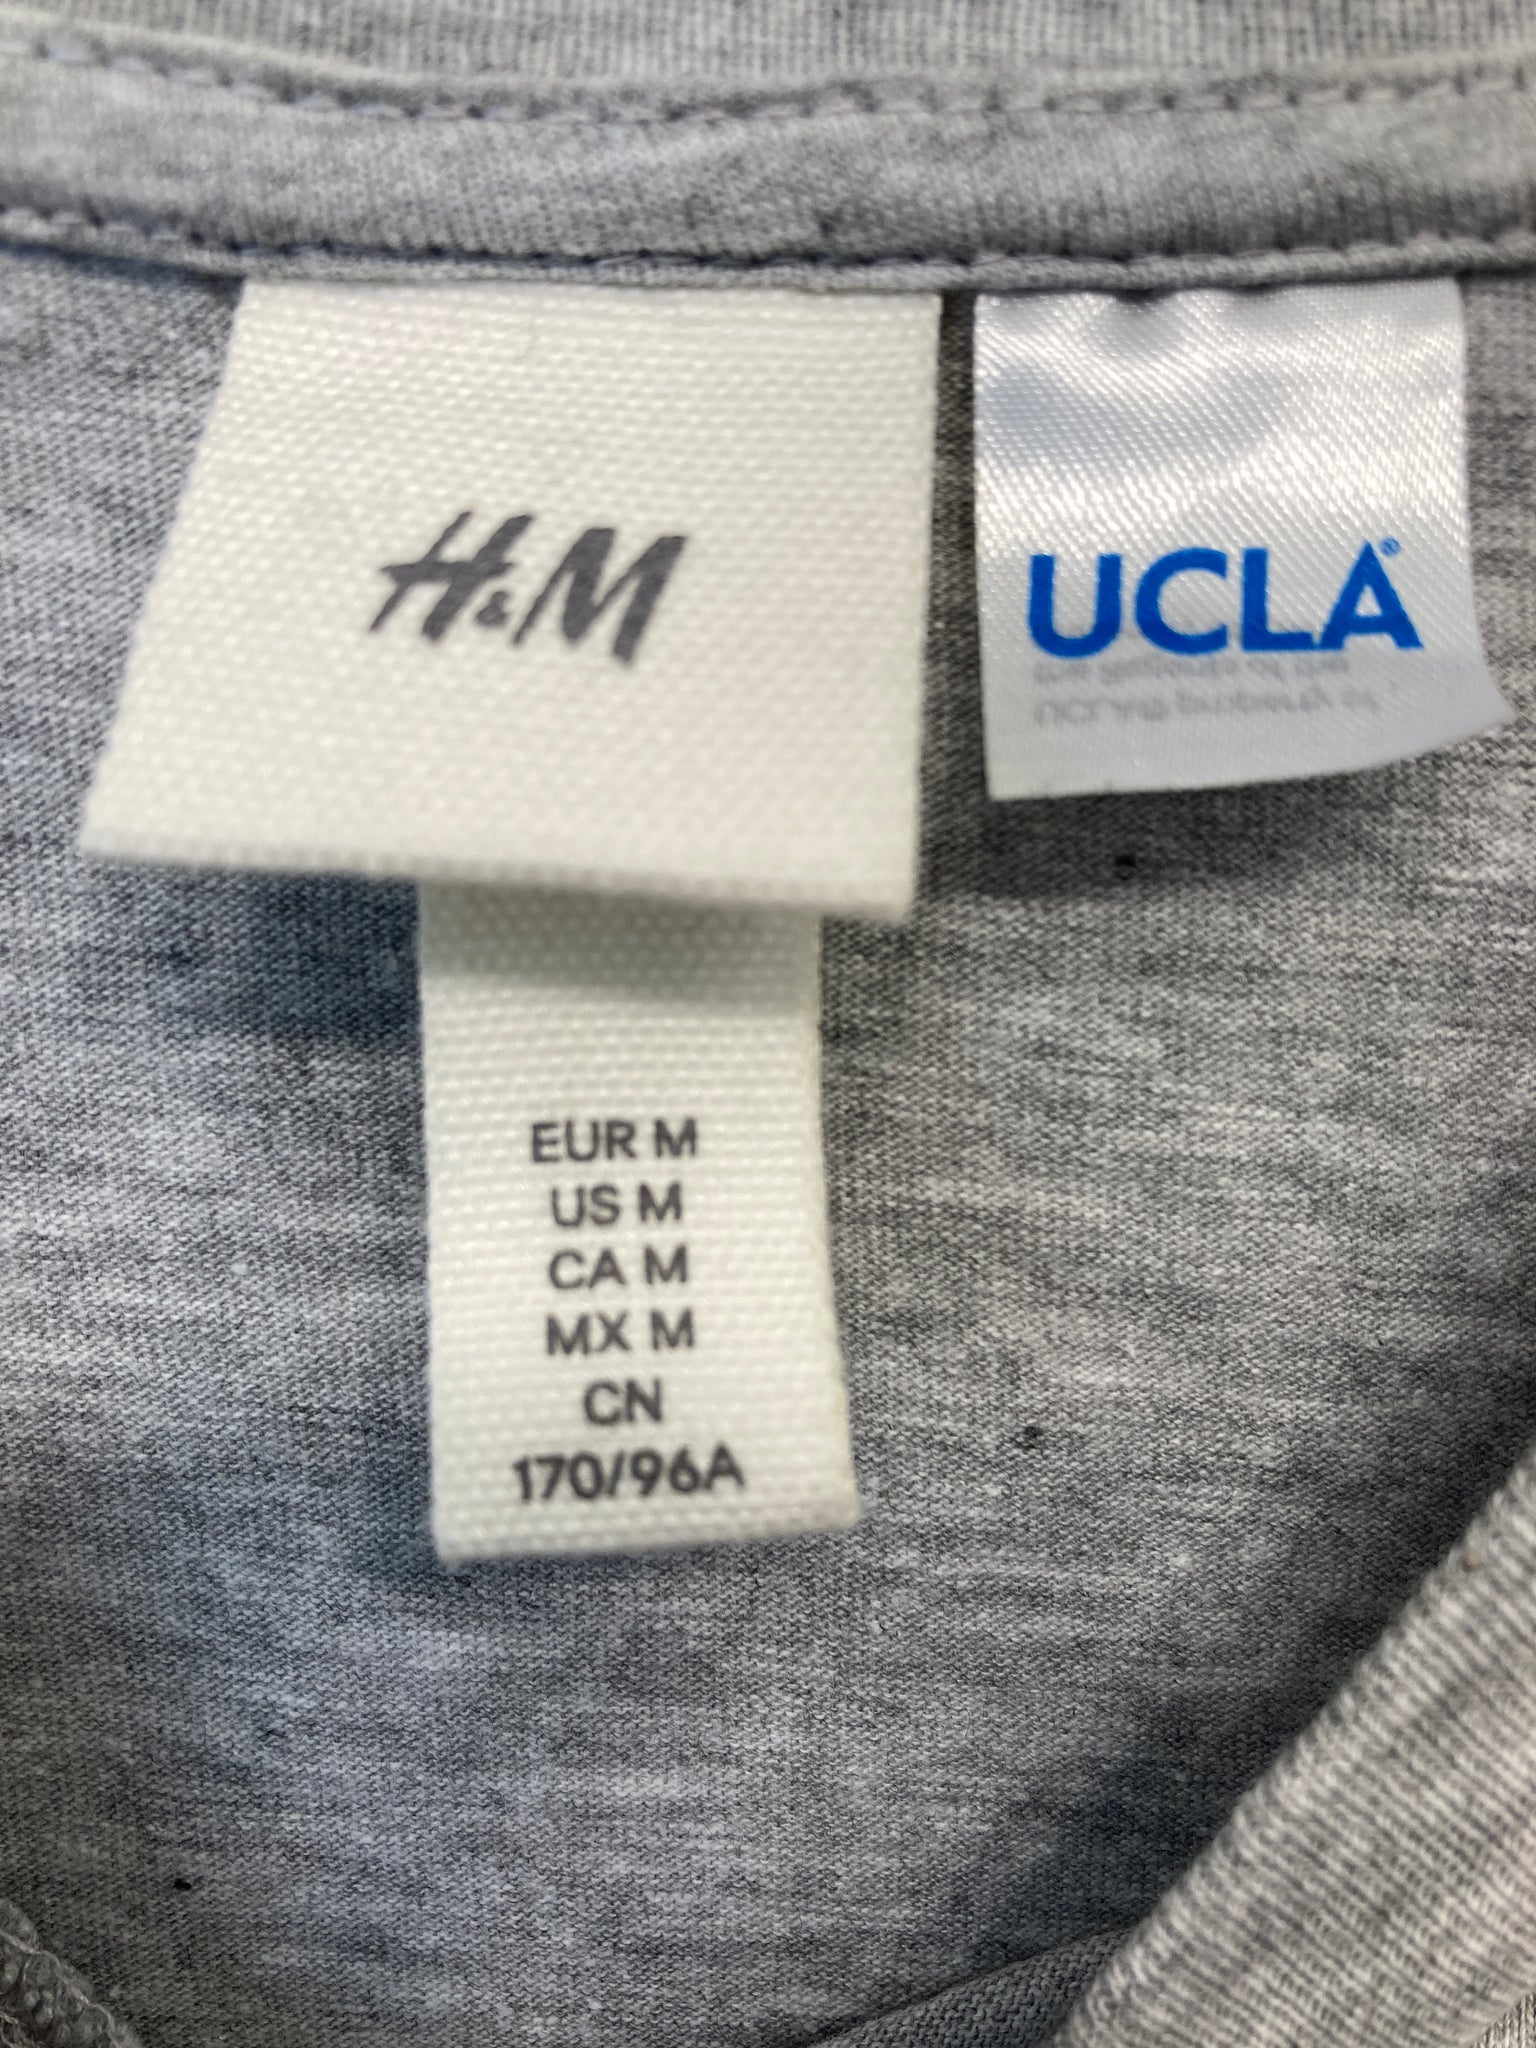 H&M
UCLA®
EUR M
US M
CA M
MX M
CN
170/96A